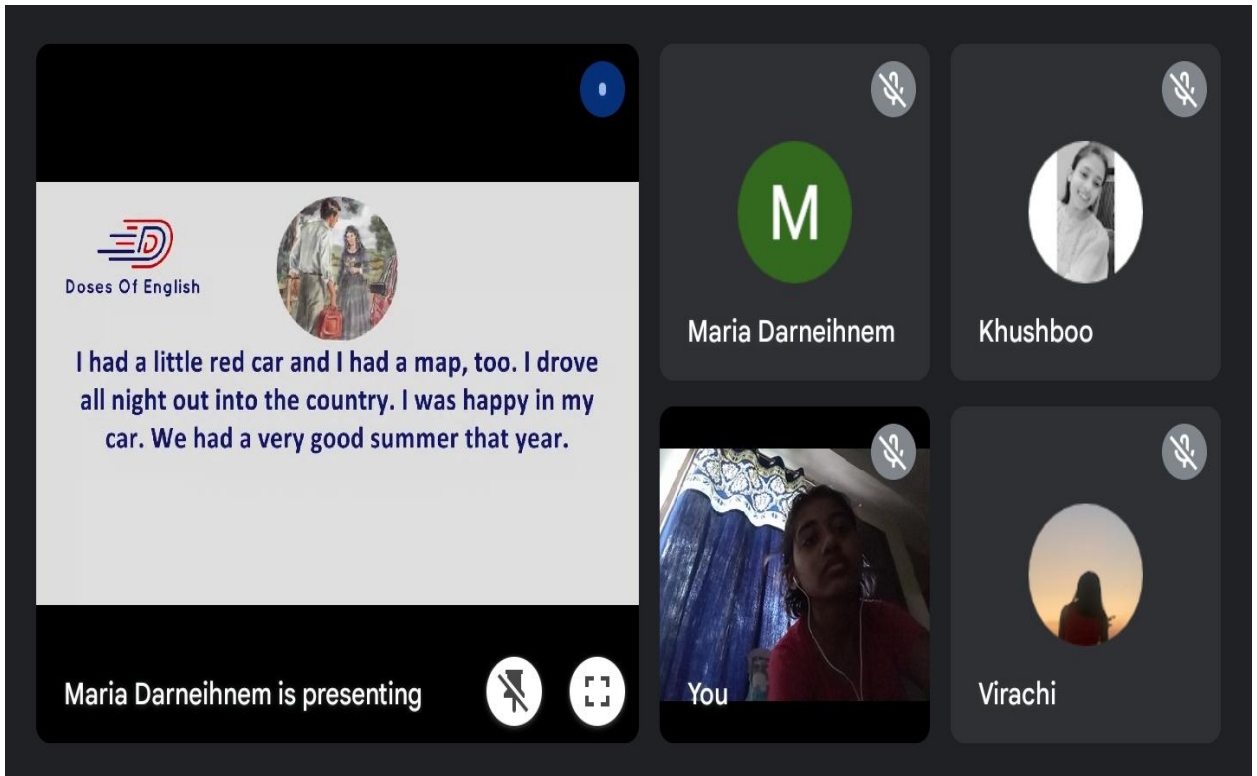 Doses Of English
I had a little red car and I had a map, too. I drove
all night out into the country. I was happy in my
car. We had a very good summer that year.
Maria Darneihnem is presenting
M
Maria Darneihnem
Khushboo
You
Virachi